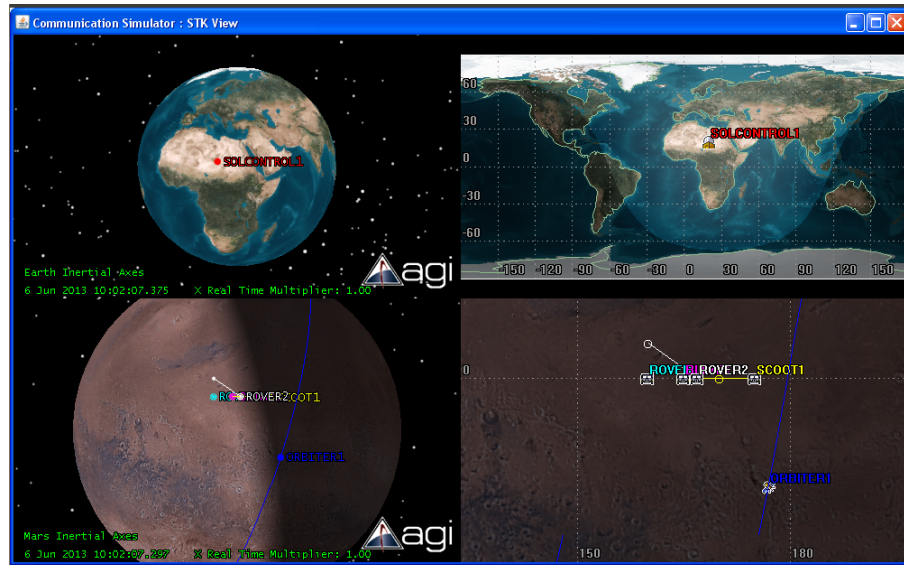 Communication Simulator : STK View
SOLCONTROL1
Earth Inertial Axes
6 Jun 2013 10:02:07.375 X Real Time Multiplier: 1.00
agi
60
30
0
-30
-60
SOLCONTROL1
-150 -120 -90 -60 -30 0 30 60 90 120 150
ROVER2 COT1
ORBITER1
Mars Inertial Axes
6 Jun 2013 10:02:07.297 X Real Time Multiplier: 1.00
agi
0
ROVER2 SCOOT1
ORBITER1
150 180